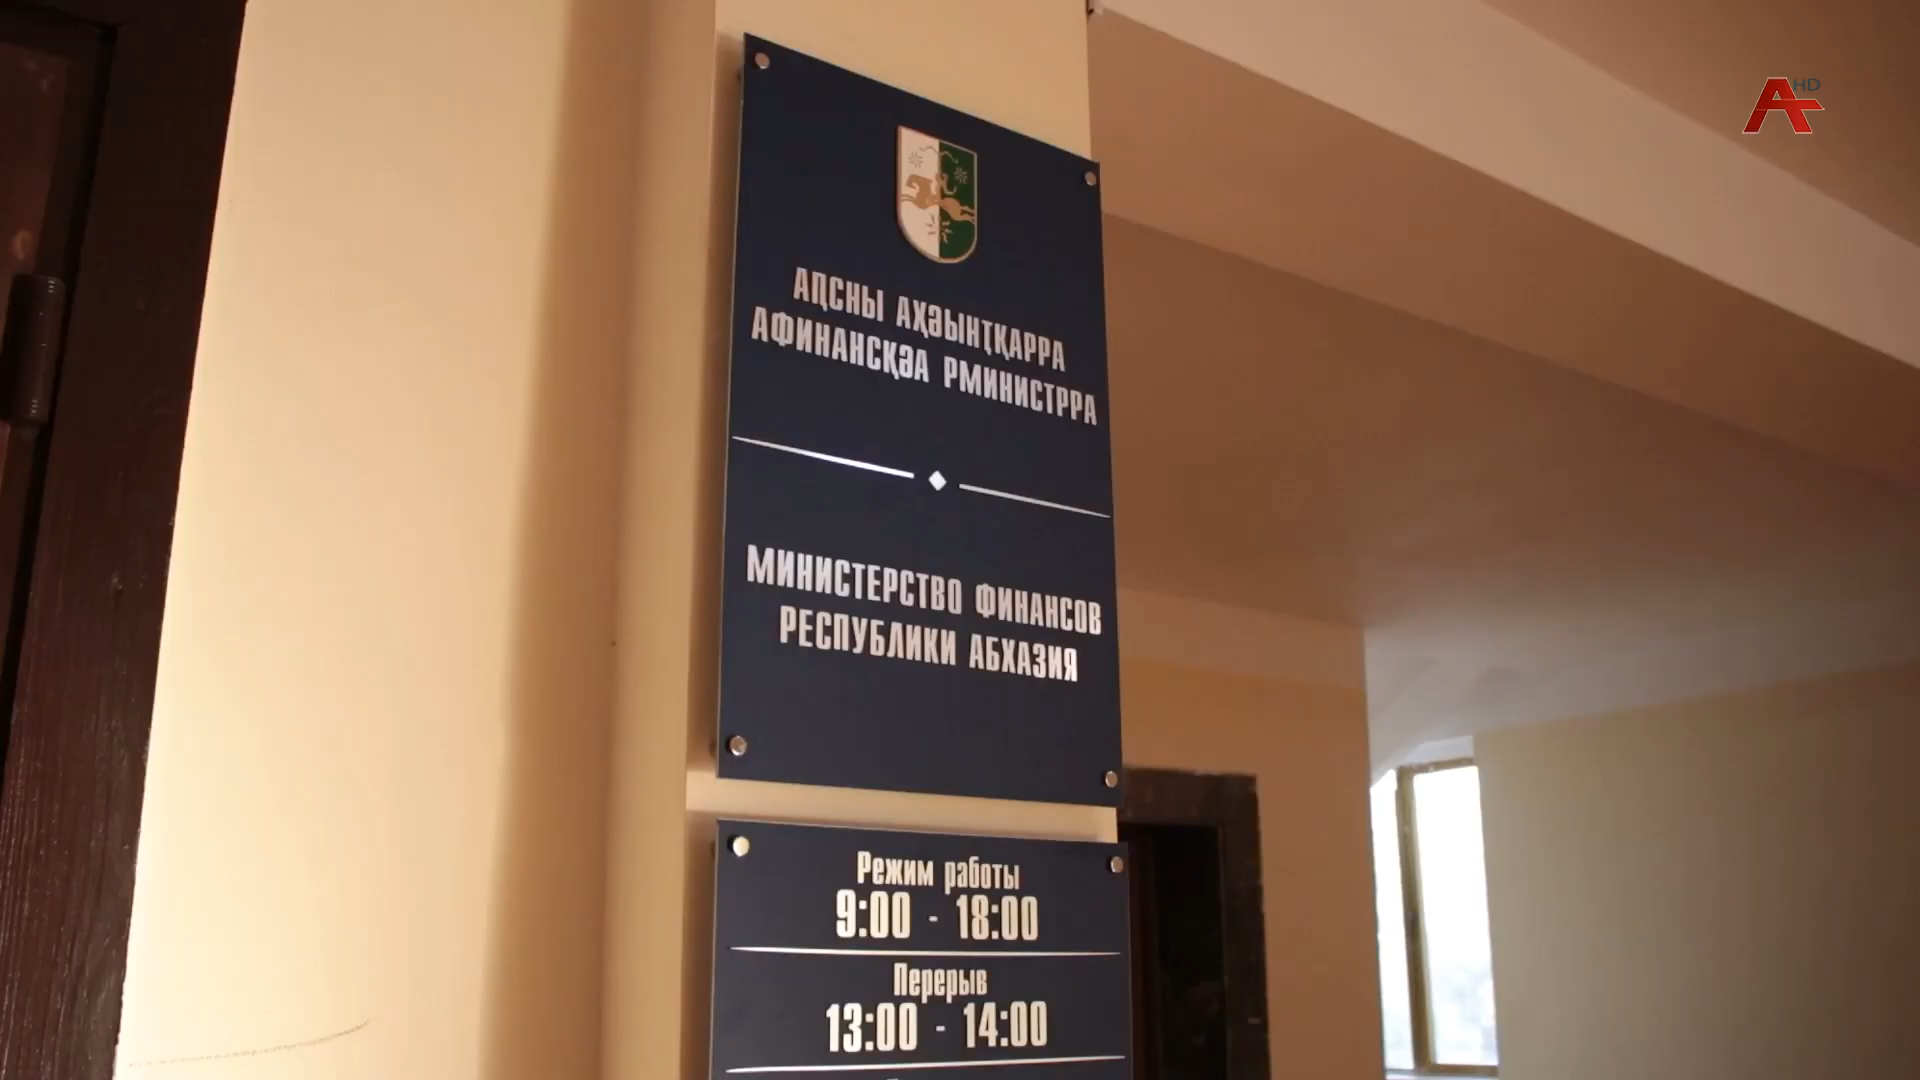 HD
АԤСНЫ АҲӘЫНҬҚАРРА
АФИНАНСҚӘА РМИНИСТРРА
МИНИСТЕРСТВО ФИНАНСОВ
РЕСПУБЛИКИ АБХАЗИЯ
Режим работы
9:00 - 18:00
Перерыв
13:00 - 14:00